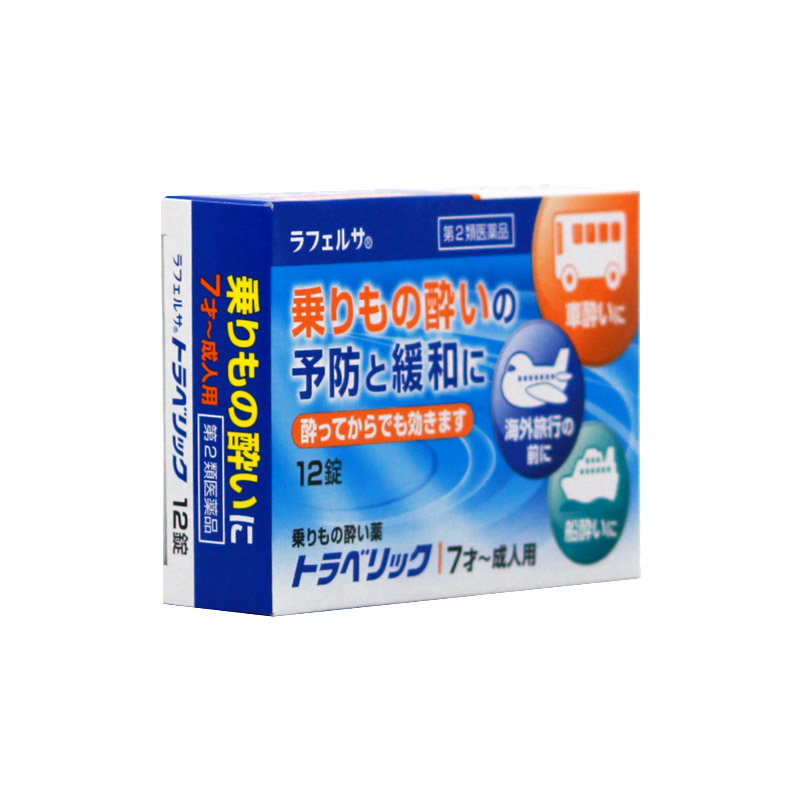 ラフェルサ®
第2類医薬品
乗りもの酔いの
予防と緩和に
酔ってからでも効きます
12錠
乗りもの酔い薬
トラベリック 7才〜成人用
車酔いに
海外旅行の
前に
船酔いに
乗りもの酔いに
7才〜成人用
第2類医薬品
ラフェルサ®トラベリック 12錠